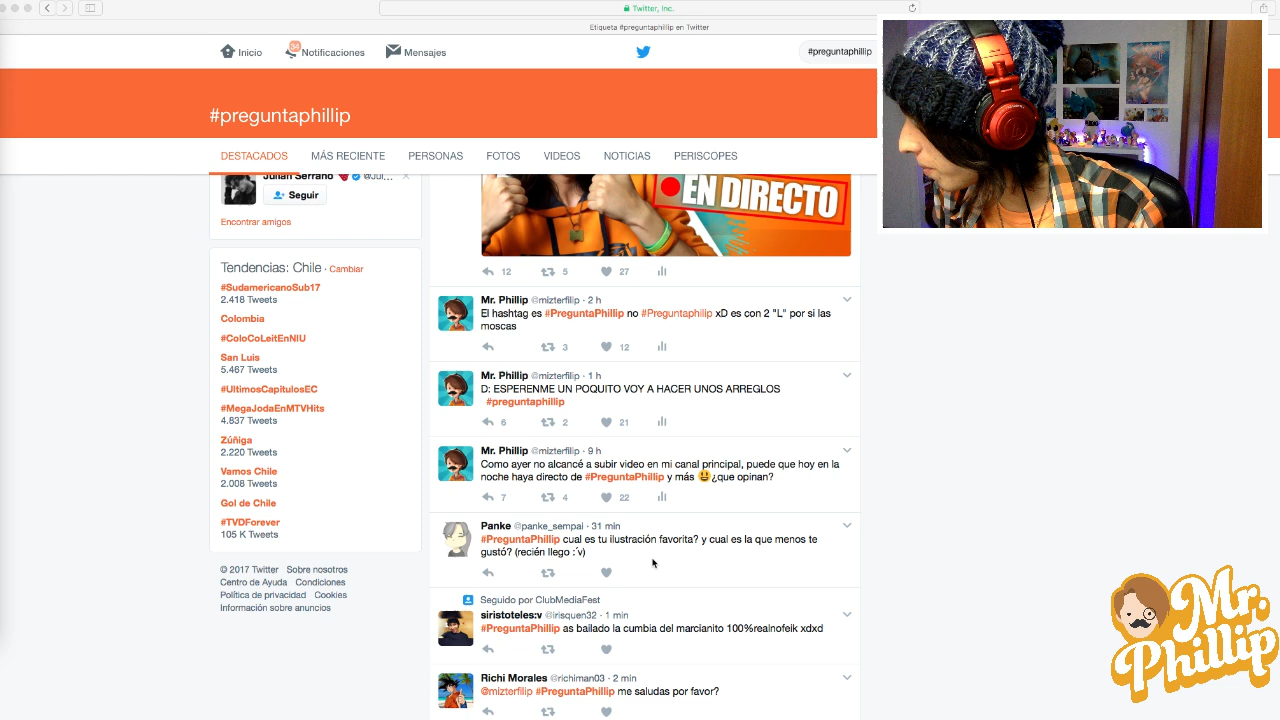 Twitter, Inc.
Etiqueta #preguntaphillip en Twitter
Inicio
Notificaciones
Mensajes
#preguntaphillip
#preguntaphillip
DESTACADOS
MÁS RECIENTE
PERSONAS
FOTOS
VIDEOS
NOTICIAS
PERISCOPES
Julián Serrano
Seguir
Encontrar amigos
Tendencias: Chile · Cambiar
#SudamericanoSub17
2.418 Tweets
Colombia
#ColoCoLeitEnNIU
San Luis
5.467 Tweets
#UltimosCapitulosEC
#MegaJodaEnMTVHits
4.837 Tweets
Zúñiga
2.220 Tweets
Vamos Chile
2.008 Tweets
Gol de Chile
#TVDForever
105 K Tweets
© 2017 Twitter Sobre nosotros
Centro de Ayuda Condiciones
Política de privacidad Cookies
Información sobre anuncios
EN DIRECTO
12 5 27
Mr. Phillip @mizterfilip · 2 h
El hashtag es #PreguntaPhillip no #Preguntaphilip xD es con 2 "L" por si las
moscas
3 12
Mr. Phillip @mizterfilip · 1 h
D: ESPERENME UN POQUITO VOY A HACER UNOS ARREGLOS
#preguntaphillip
6 2 21
Mr. Phillip @mizterfilip · 9 h
Como ayer no alcancé a subir video en mi canal principal, puede que hoy en la
noche haya directo de #PreguntaPhillip y más 😃¿que opinan?
7 4 22
Panke @panke_sempai · 31 min
#PreguntaPhillip cual es tu ilustración favorita? y cual es la que menos te
gustó? (recién llego :´v)
Seguido por ClubMediaFest
siristoteles:v @irisquen32 · 1 min
#PreguntaPhillip as bailado la cumbia del marcianito 100%realnofeik xdxd
Richi Morales @richiman03 · 2 min
@mizterfilip #PreguntaPhillip me saludas por favor?
Mr.
Phillip